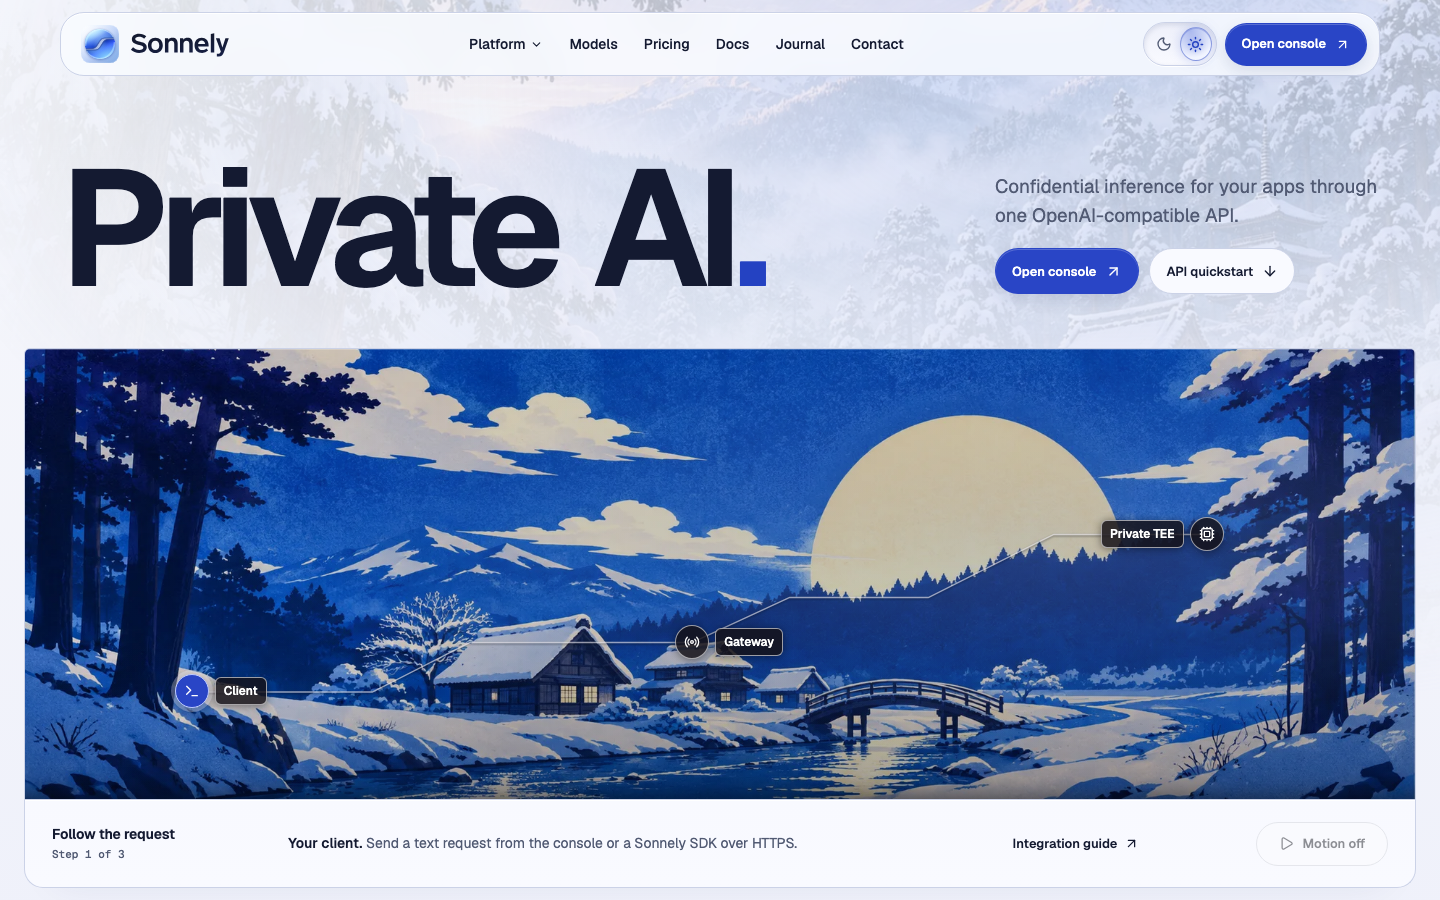 Sonnely
Platform
Models
Pricing
Docs
Journal
Contact
Open console
Private AI.
Confidential inference for your apps through
one OpenAI-compatible API.
Open console
API quickstart
Private TEE
Gateway
Client
Follow the request
Step 1 of 3
Your client. Send a text request from the console or a Sonnely SDK over HTTPS.
Integration guide
Motion off